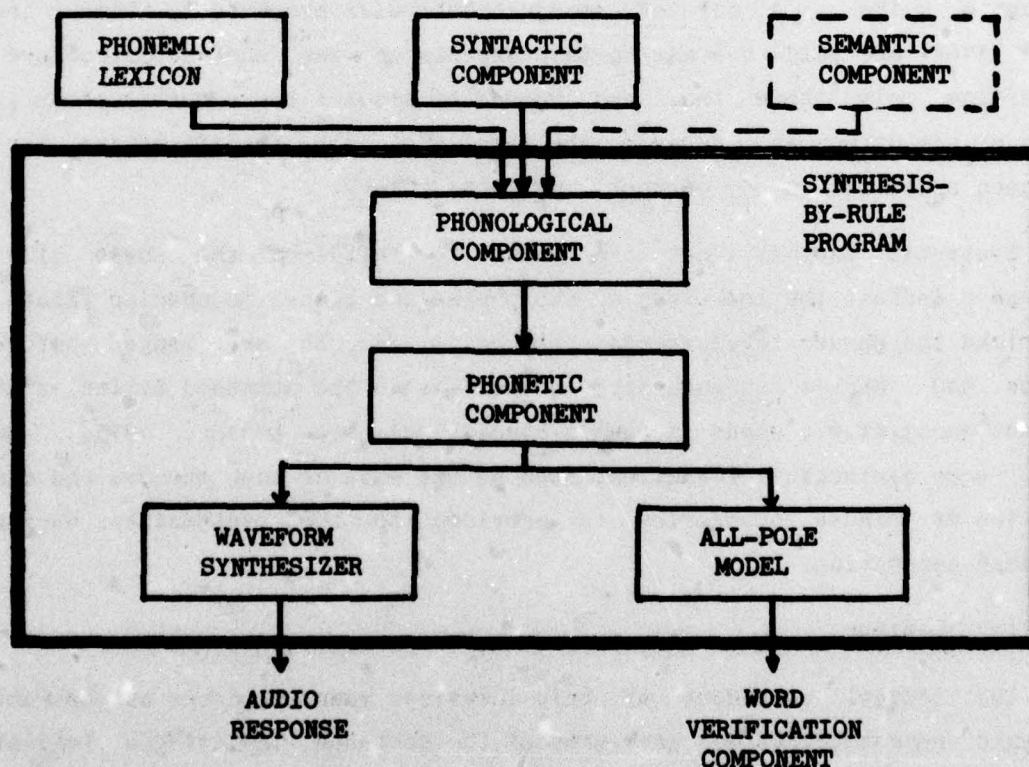 PHONEMIC
LEXICON
SYNTACTIC
COMPONENT
SEMANTIC
COMPONENT
SYNTHESIS-
BY-RULE
PROGRAM
PHONOLOGICAL
COMPONENT
PHONETIC
COMPONENT
WAVEFORM
SYNTHESIZER
ALL-POLE
MODEL
AUDIO
RESPONSE
WORD
VERIFICATION
COMPONENT